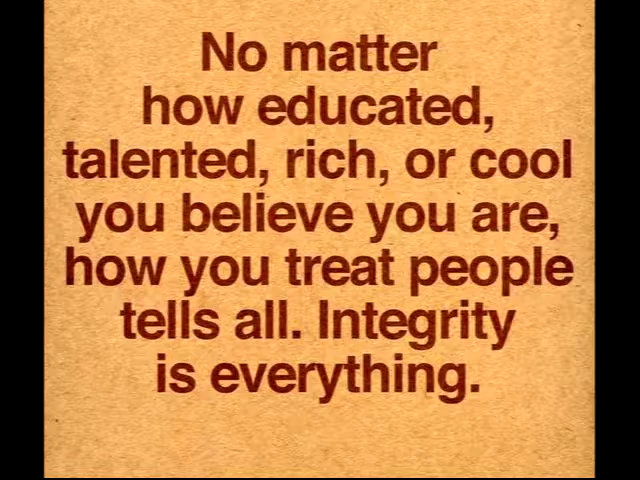 No matter
how educated,
talented, rich, or cool
you believe you are,
how you treat people
tells all. Integrity
is everything.